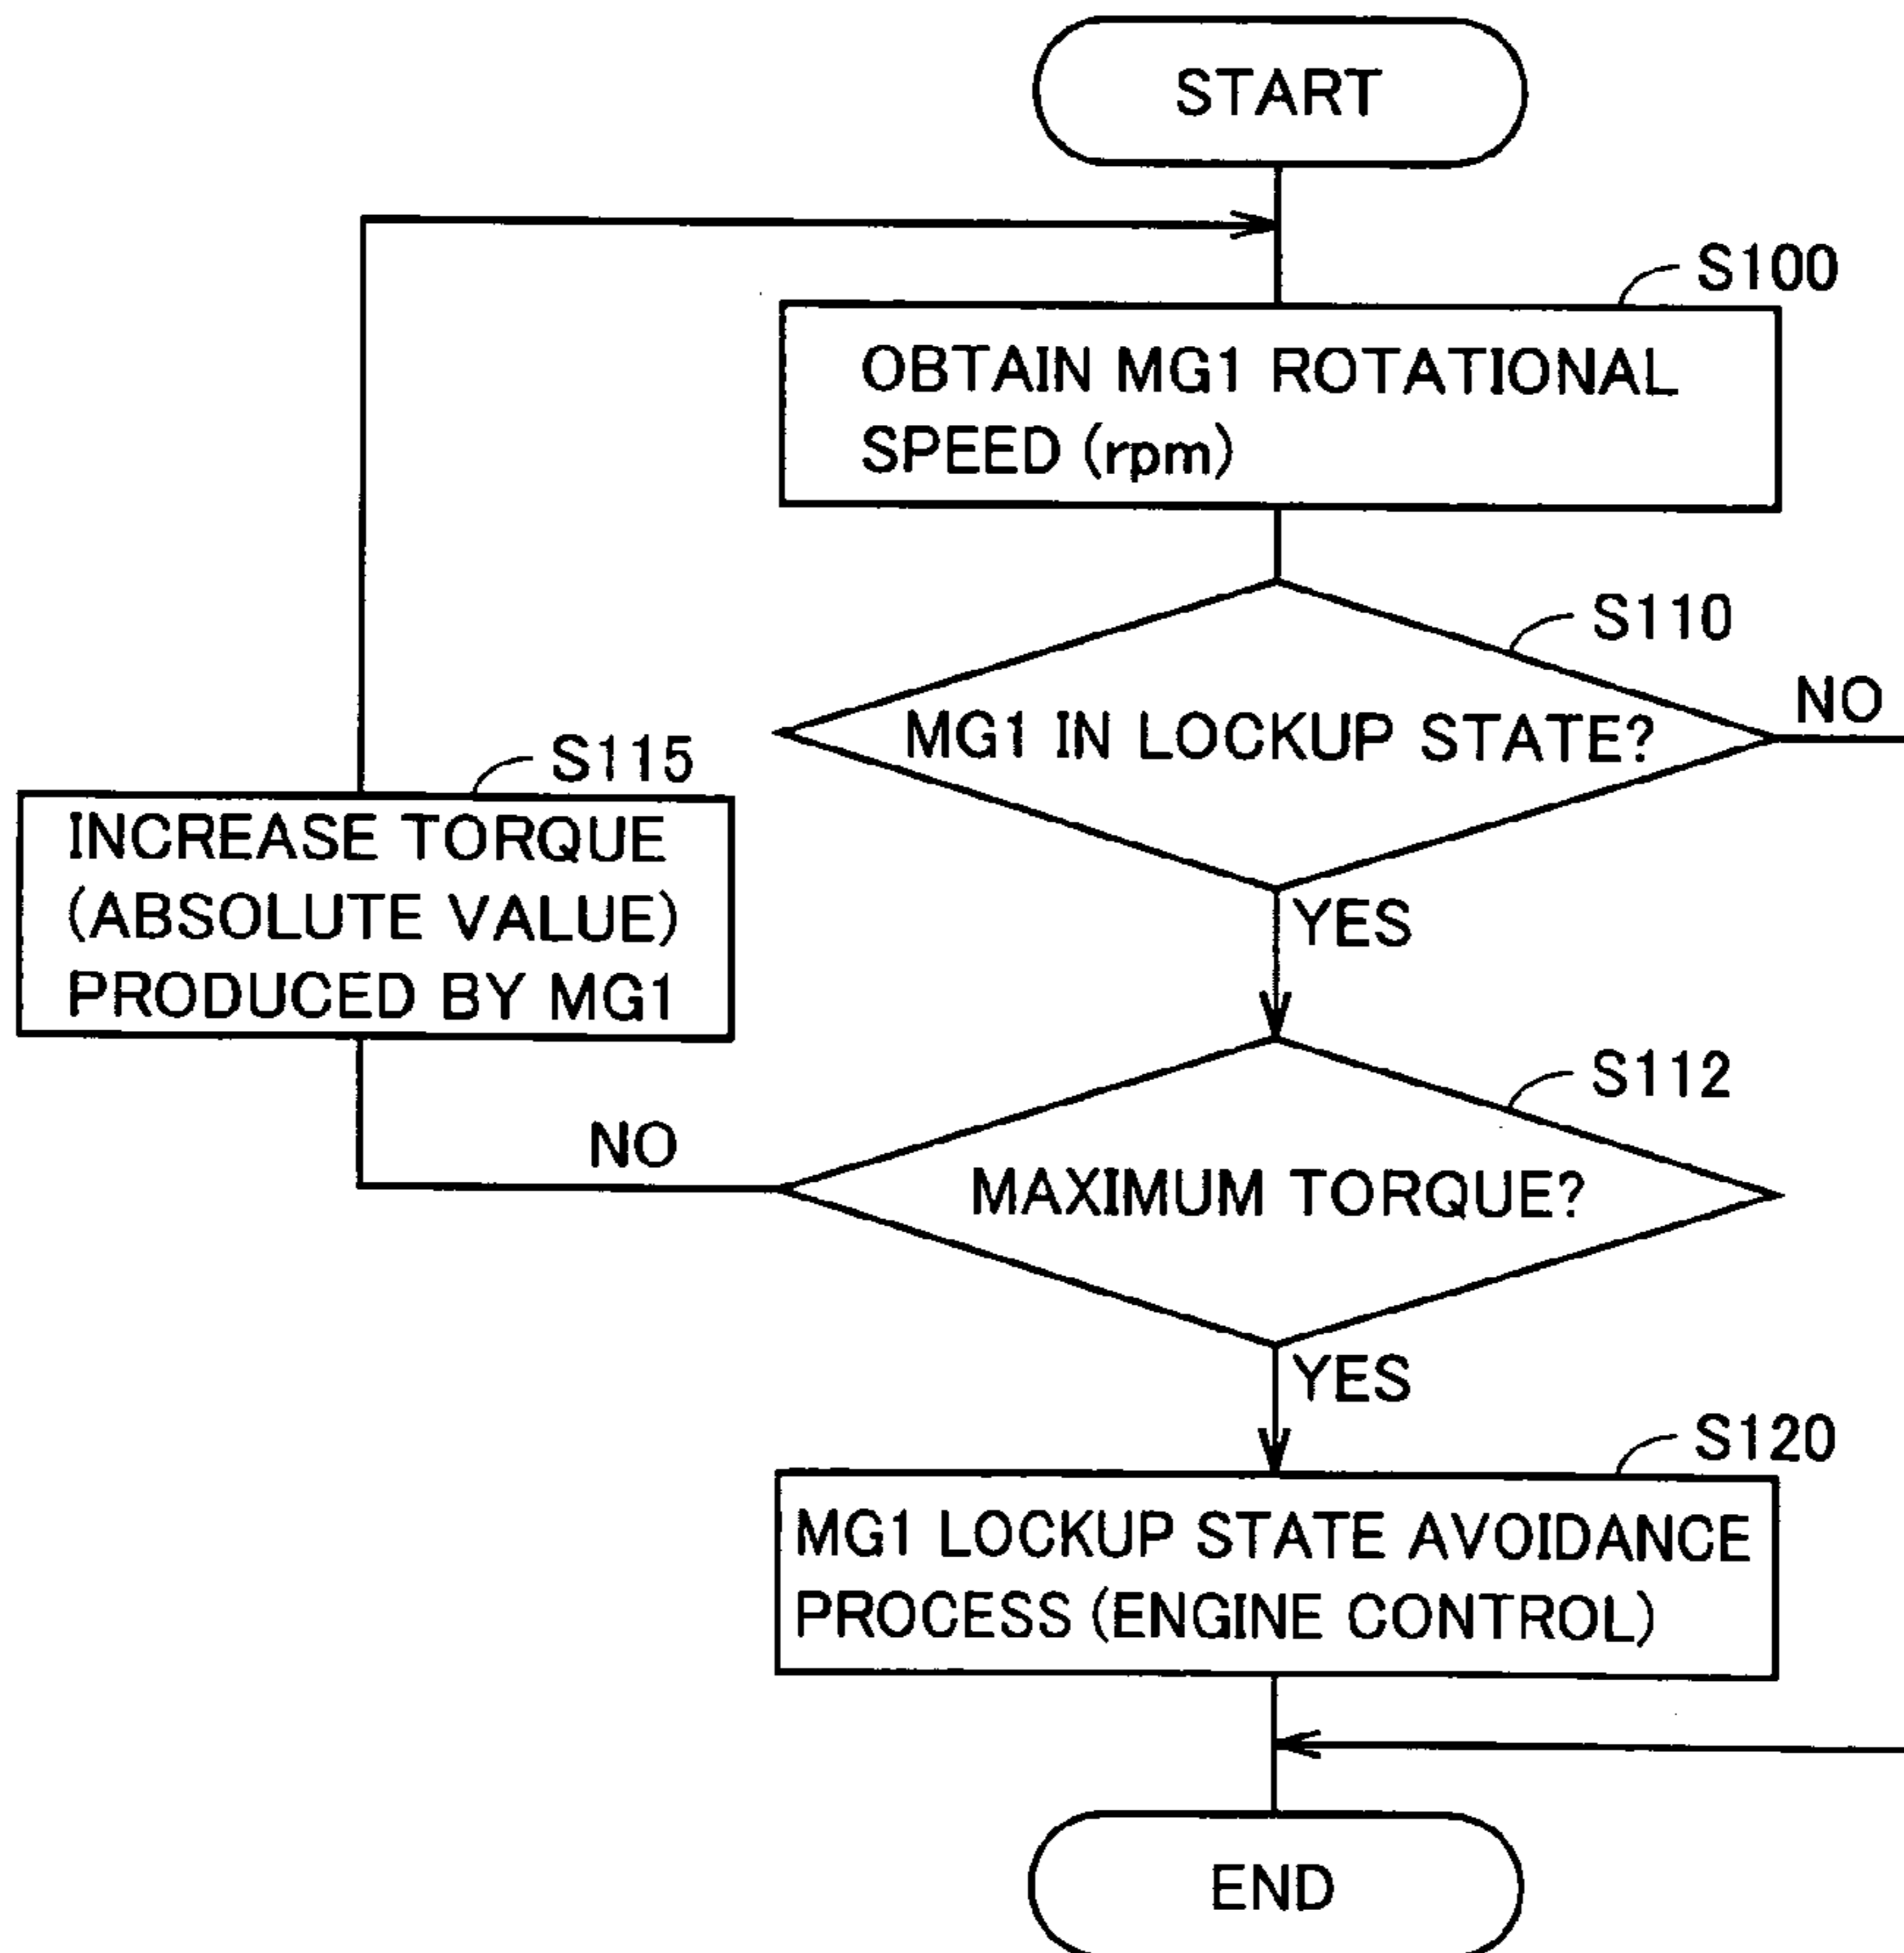 START
S100
OBTAIN MG1 ROTATIONAL
SPEED (rpm)
S110
MG1 IN LOCKUP STATE?
NO
YES
S115
INCREASE TORQUE
(ABSOLUTE VALUE)
PRODUCED BY MG1
S112
MAXIMUM TORQUE?
NO
YES
S120
MG1 LOCKUP STATE AVOIDANCE
PROCESS (ENGINE CONTROL)
END